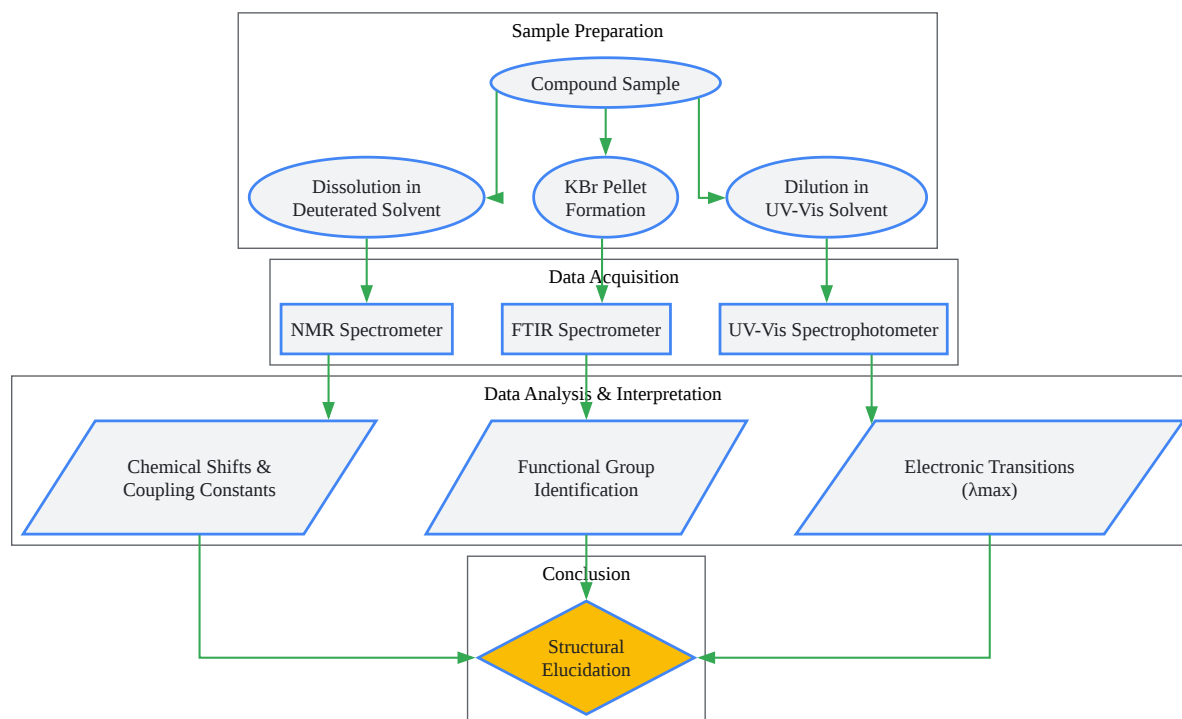 Sample Preparation
Compound Sample
Dissolution in
Deuterated Solvent
KBr Pellet
Formation
Dilution in
UV-Vis Solvent
Data Acquisition
NMR Spectrometer
FTIR Spectrometer
UV-Vis Spectrophotometer
Data Analysis & Interpretation
Chemical Shifts &
Coupling Constants
Functional Group
Identification
Electronic Transitions
(λmax)
Conclusion
Structural
Elucidation